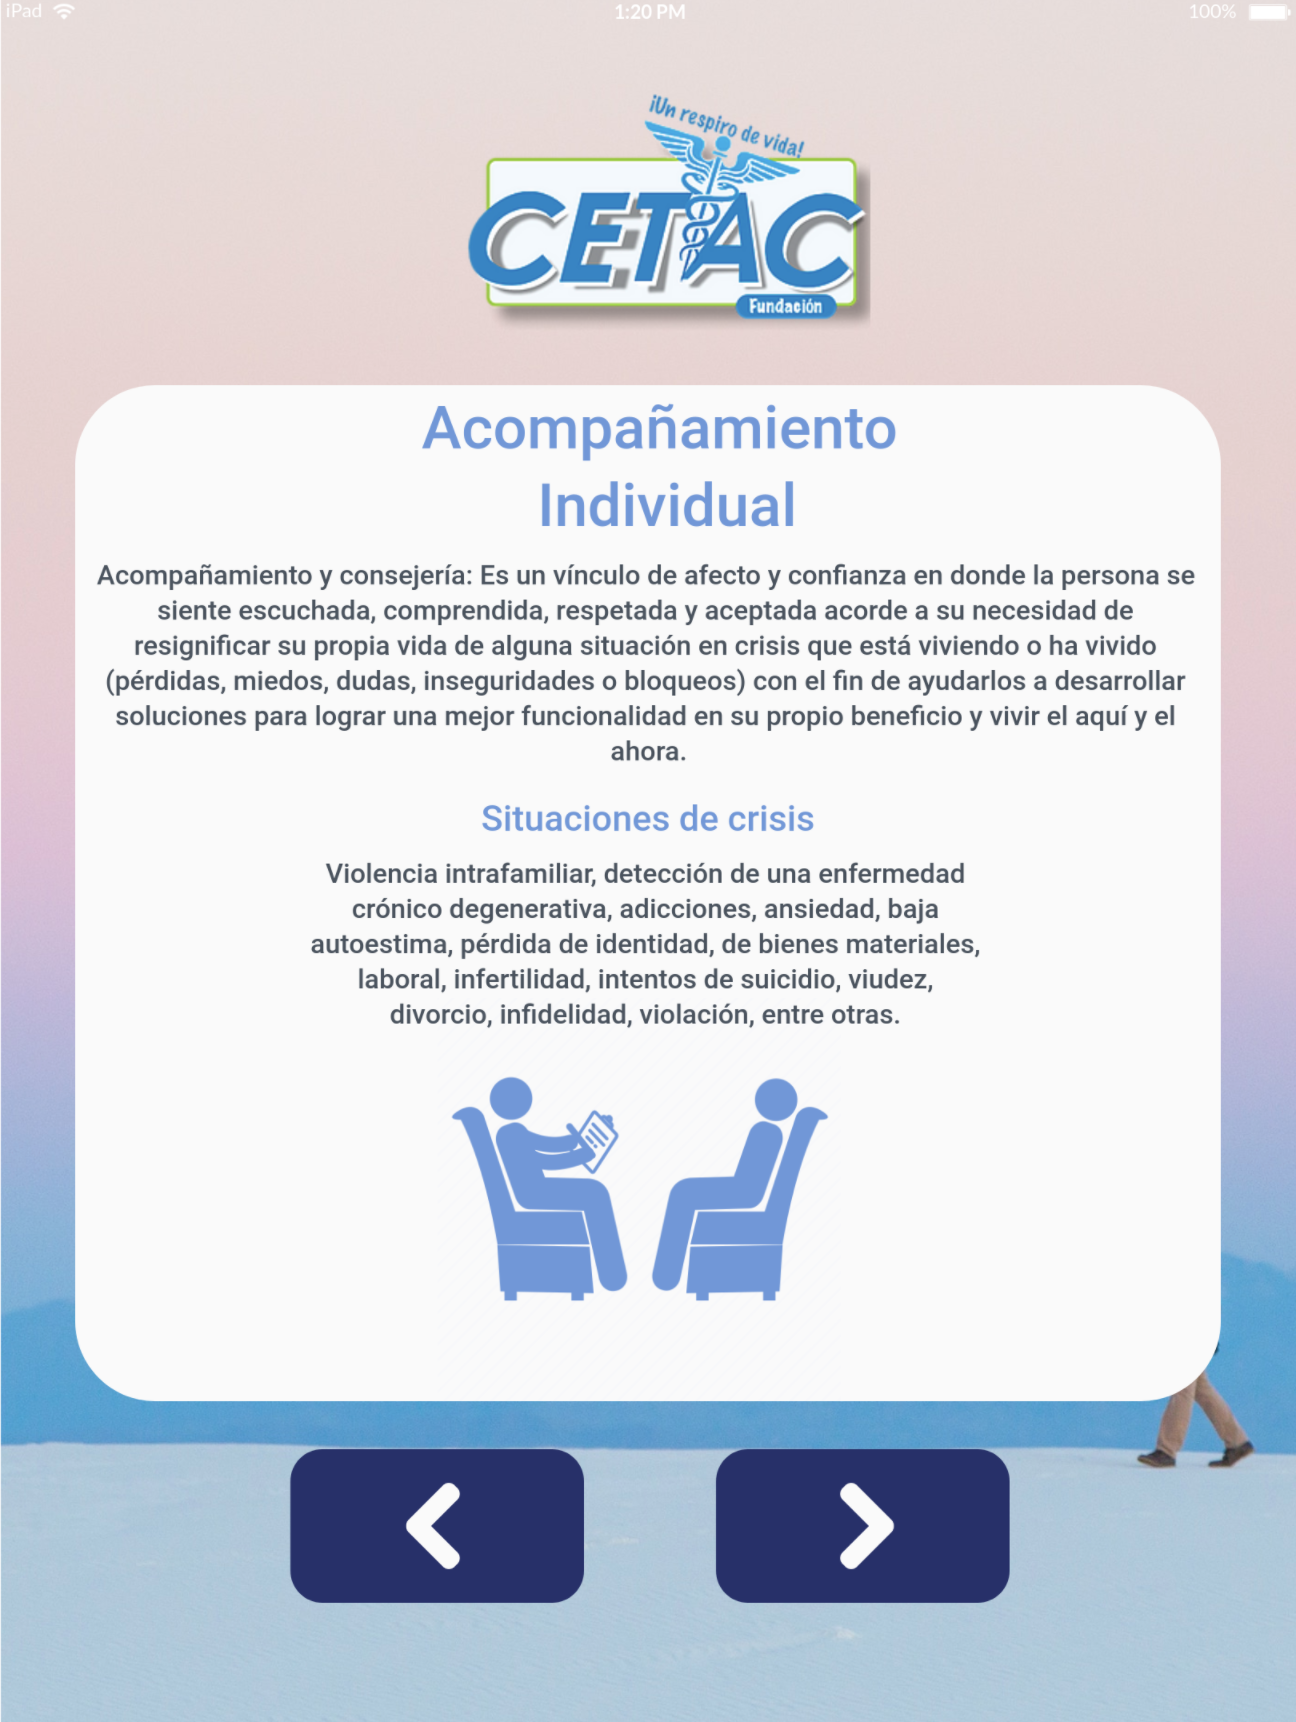 iPad
1:20 PM
100%
¡Un respiro de vida!
CETAC
Fundación
Acompañamiento
Individual
Acompañamiento y consejería: Es un vínculo de afecto y confianza en donde la persona se
siente escuchada, comprendida, respetada y aceptada acorde a su necesidad de
resignificar su propia vida de alguna situación en crisis que está viviendo o ha vivido
(pérdidas, miedos, dudas, inseguridades o bloqueos) con el fin de ayudarlos a desarrollar
soluciones para lograr una mejor funcionalidad en su propio beneficio y vivir el aquí y el
ahora.
Situaciones de crisis
Violencia intrafamiliar, detección de una enfermedad
crónico degenerativa, adicciones, ansiedad, baja
autoestima, pérdida de identidad, de bienes materiales,
laboral, infertilidad, intentos de suicidio, viudez,
divorcio, infidelidad, violación, entre otras.